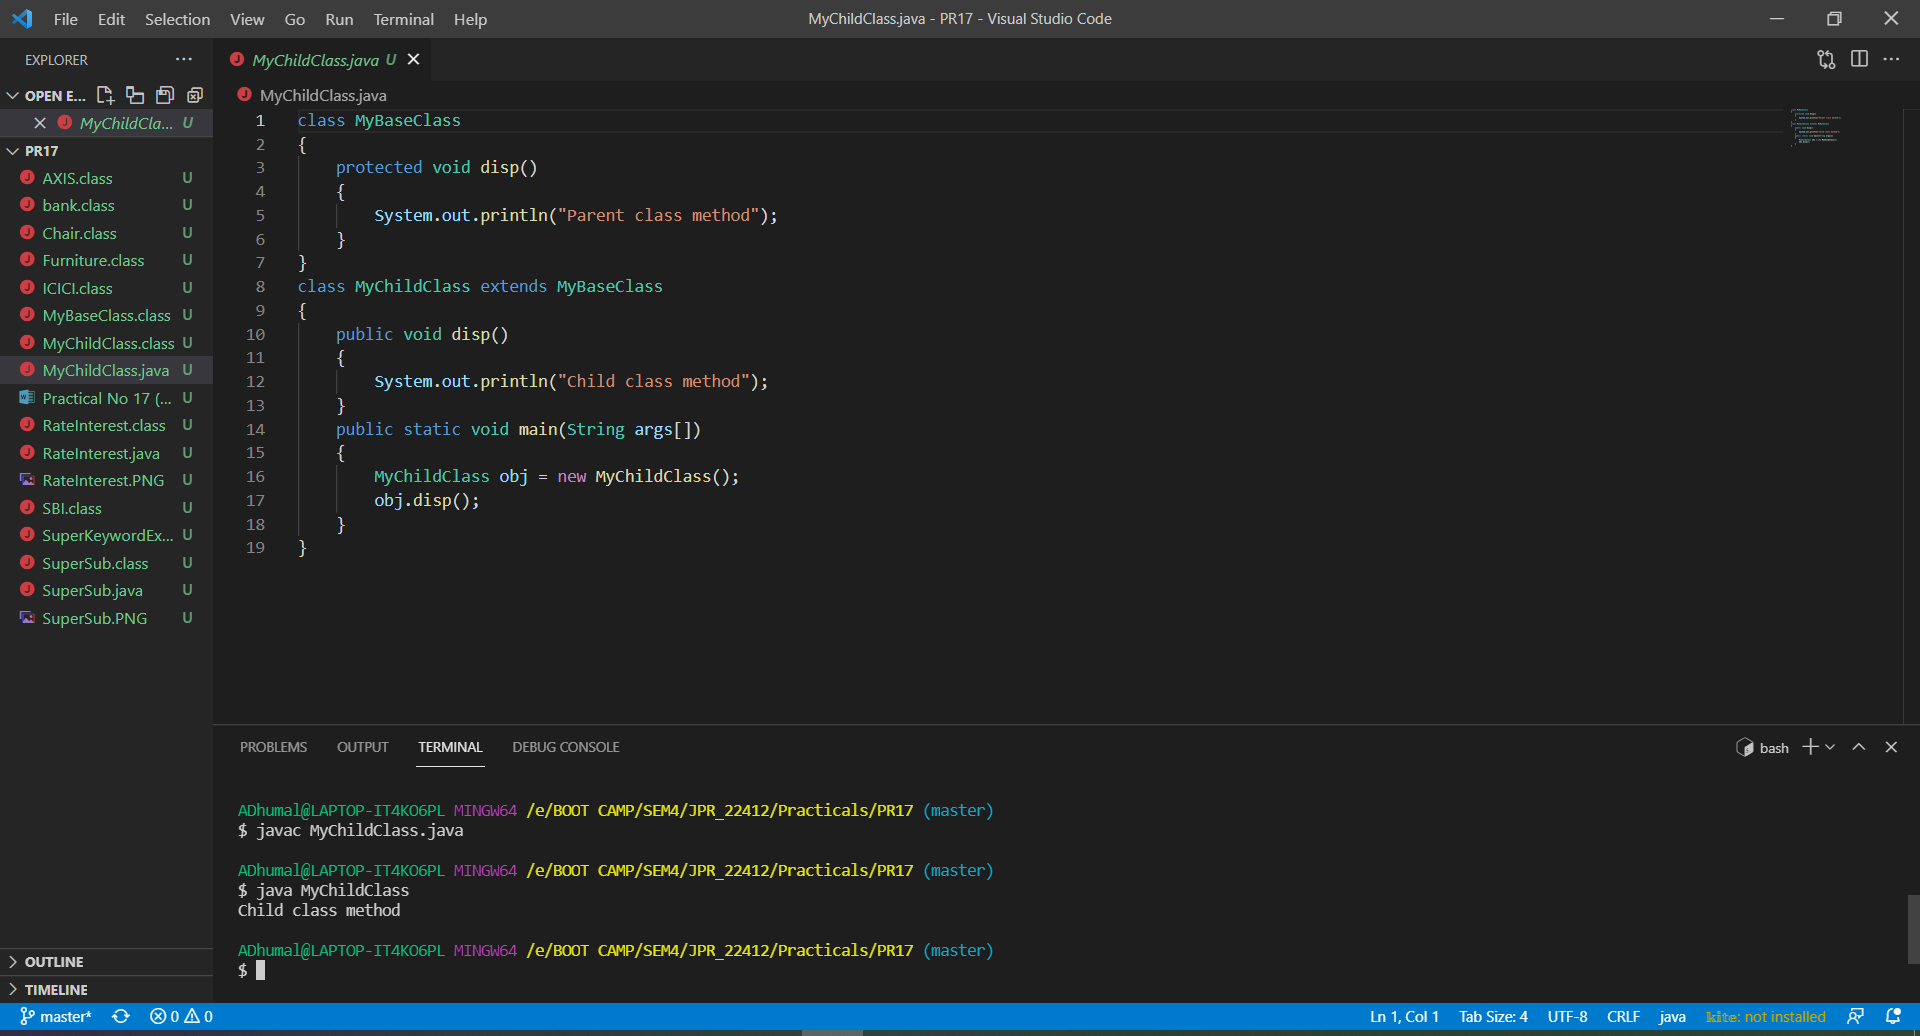 File Edit Selection View Go Run Terminal Help
MyChildClass.java - PR17 - Visual Studio Code
EXPLORER
OPEN E...
MyChildCla... U
PR17
AXIS.class U
bank.class U
Chair.class U
Furniture.class U
ICICI.class U
MyBaseClass.class U
MyChildClass.class U
MyChildClass.java U
Practical No 17 (... U
RateInterest.class U
RateInterest.java U
RateInterest.PNG U
SBI.class U
SuperKeywordEx... U
SuperSub.class U
SuperSub.java U
SuperSub.PNG U
OUTLINE
TIMELINE
MyChildClass.java U
MyChildClass.java
1 class MyBaseClass
2 {
3 protected void disp()
4 {
5 System.out.println("Parent class method");
6 }
7 }
8 class MyChildClass extends MyBaseClass
9 {
10 public void disp()
11 {
12 System.out.println("Child class method");
13 }
14 public static void main(String args[])
15 {
16 MyChildClass obj = new MyChildClass();
17 obj.disp();
18 }
19 }
PROBLEMS OUTPUT TERMINAL DEBUG CONSOLE
bash
ADhumal@LAPTOP-IT4KO6PL MINGW64 /e/BOOT CAMP/SEM4/JPR_22412/Practicals/PR17 (master)
$ javac MyChildClass.java
ADhumal@LAPTOP-IT4KO6PL MINGW64 /e/BOOT CAMP/SEM4/JPR_22412/Practicals/PR17 (master)
$ java MyChildClass
Child class method
ADhumal@LAPTOP-IT4KO6PL MINGW64 /e/BOOT CAMP/SEM4/JPR_22412/Practicals/PR17 (master)
$
master* 0 0 Ln 1, Col 1 Tab Size: 4 UTF-8 CRLF java kite: not installed